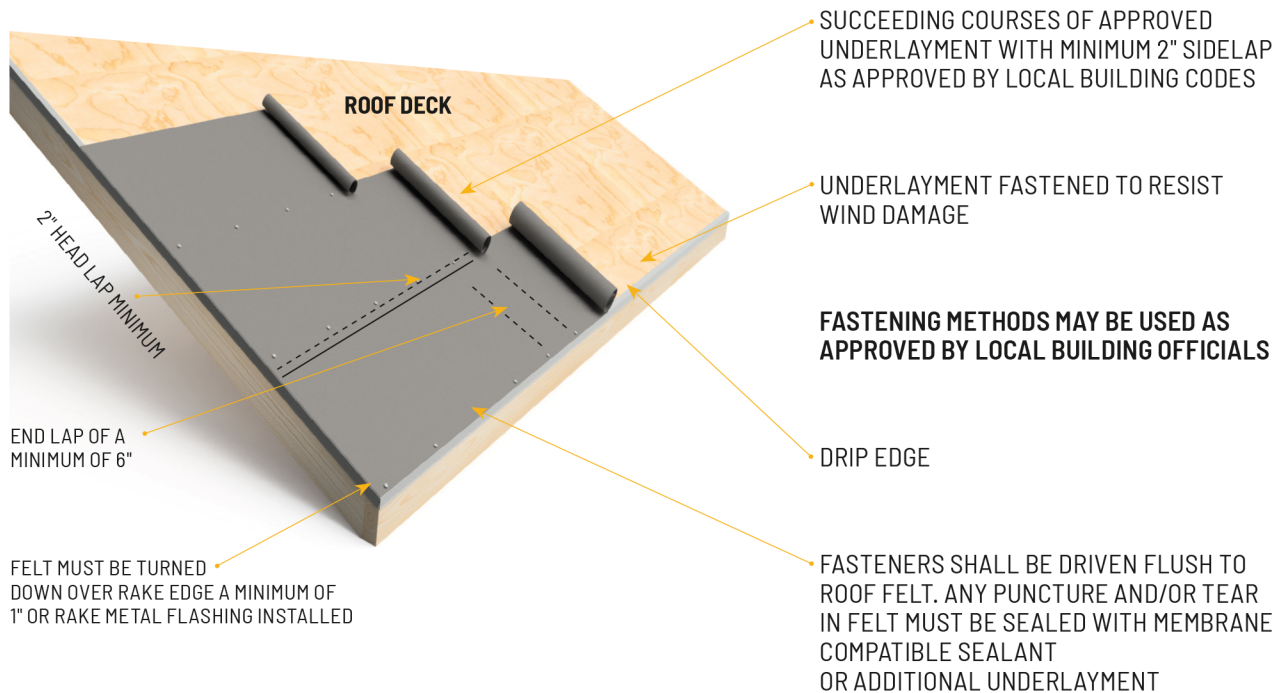 SUCCEEDING COURSES OF APPROVED
UNDERLAYMENT WITH MINIMUM 2" SIDELAP
AS APPROVED BY LOCAL BUILDING CODES
ROOF DECK
UNDERLAYMENT FASTENED TO RESIST
WIND DAMAGE
2" HEAD LAP MINIMUM
FASTENING METHODS MAY BE USED AS
APPROVED BY LOCAL BUILDING OFFICIALS
END LAP OF A
MINIMUM OF 6"
DRIP EDGE
FELT MUST BE TURNED
DOWN OVER RAKE EDGE A MINIMUM OF
1" OR RAKE METAL FLASHING INSTALLED
FASTENERS SHALL BE DRIVEN FLUSH TO
ROOF FELT. ANY PUNCTURE AND/OR TEAR
IN FELT MUST BE SEALED WITH MEMBRANE
COMPATIBLE SEALANT
OR ADDITIONAL UNDERLAYMENT